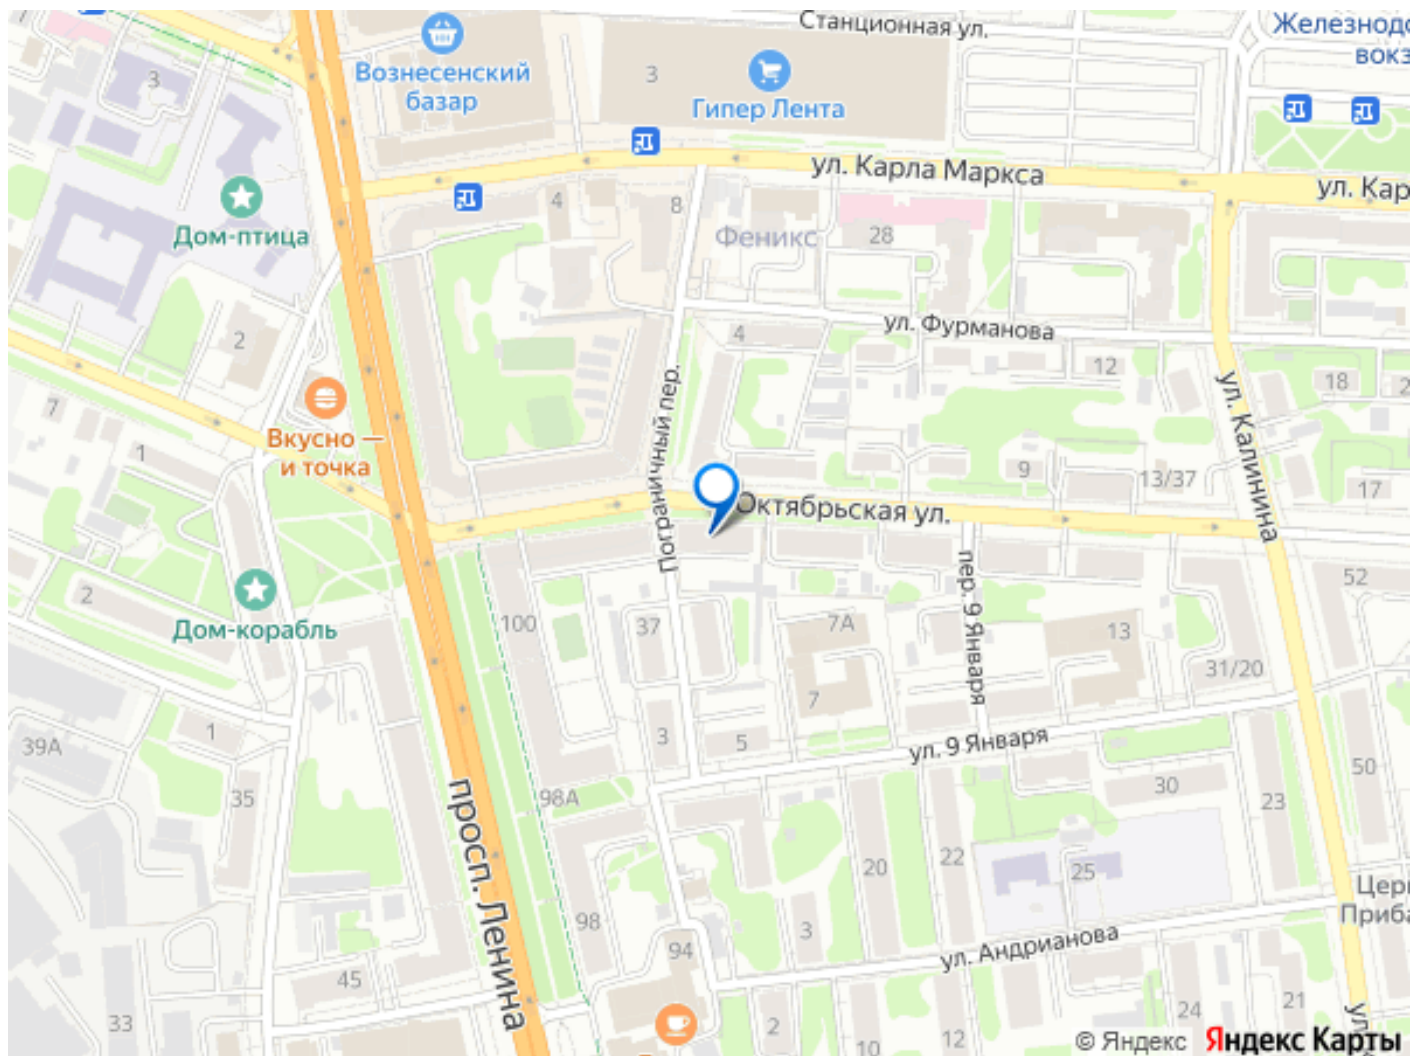 Станционная ул.
Железнодо
вокз
Вознесенский
базар
3
3
Гипер Лента
ул. Карла Маркса
ул. Кар
Дом-птица
4
8
Феникс
28
2
4
ул. Фурманова
12
18
2
7
Вкусно —
и точка
1
Пограничный пер.
ул. Калинина
9
13/37
17
Октябрьская ул.
52
2
Дом-корабль
100
37
7А
пер. 9 Января
13
31/20
7
1
39А
3
5
ул. 9 Января
50
35
98А
30
23
просп. Ленина
20
22
25
Цер
Приба
98
94
3
ул. Андрианова
45
33
2
10
12
24
21
ул
© Яндекс Яндекс Карты